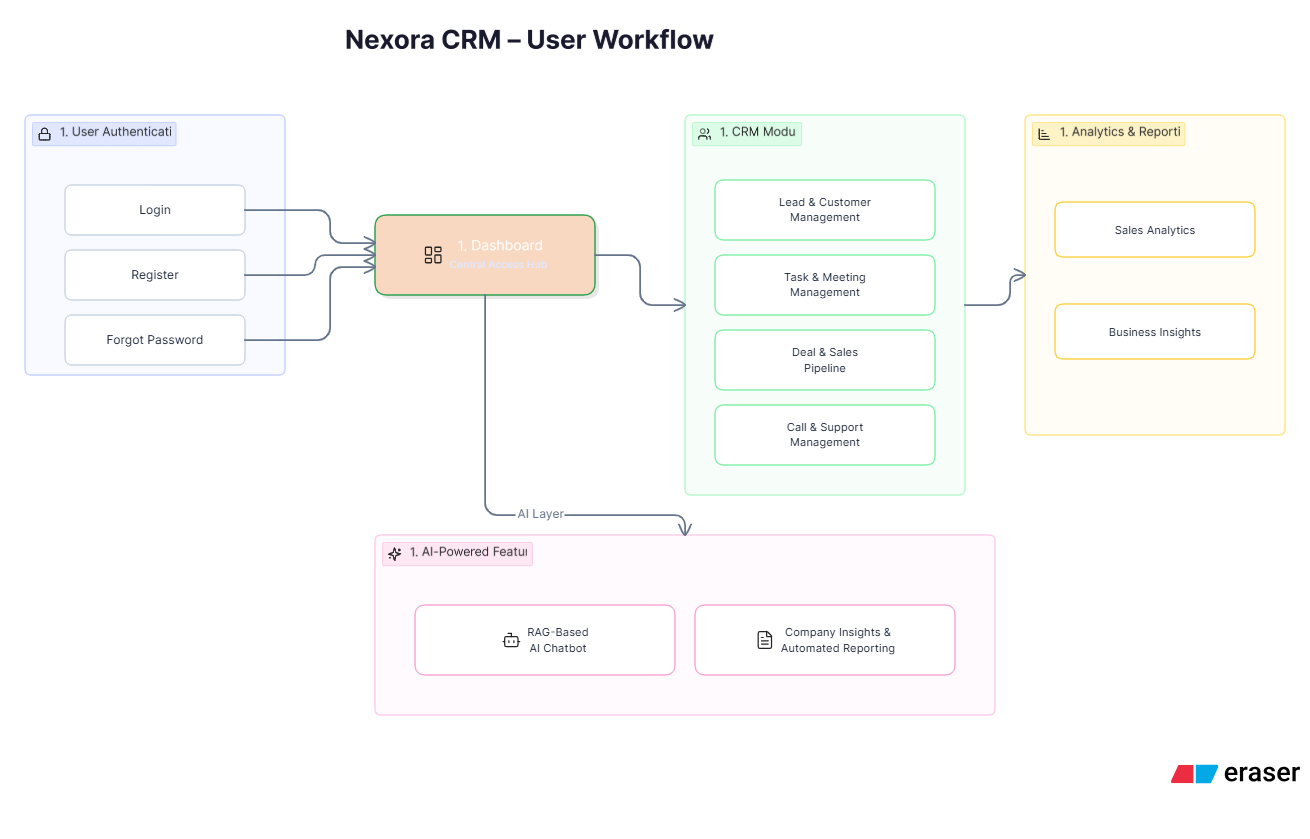 Nexora CRM – User Workflow
1. User Authenticati
Login
Register
Forgot Password
1. Dashboard
Central Access Hub
1. CRM Modu
Lead & Customer
Management
Task & Meeting
Management
Deal & Sales
Pipeline
Call & Support
Management
1. Analytics & Reporti
Sales Analytics
Business Insights
AI Layer
1. AI-Powered Featur
RAG-Based
AI Chatbot
Company Insights &
Automated Reporting
eraser